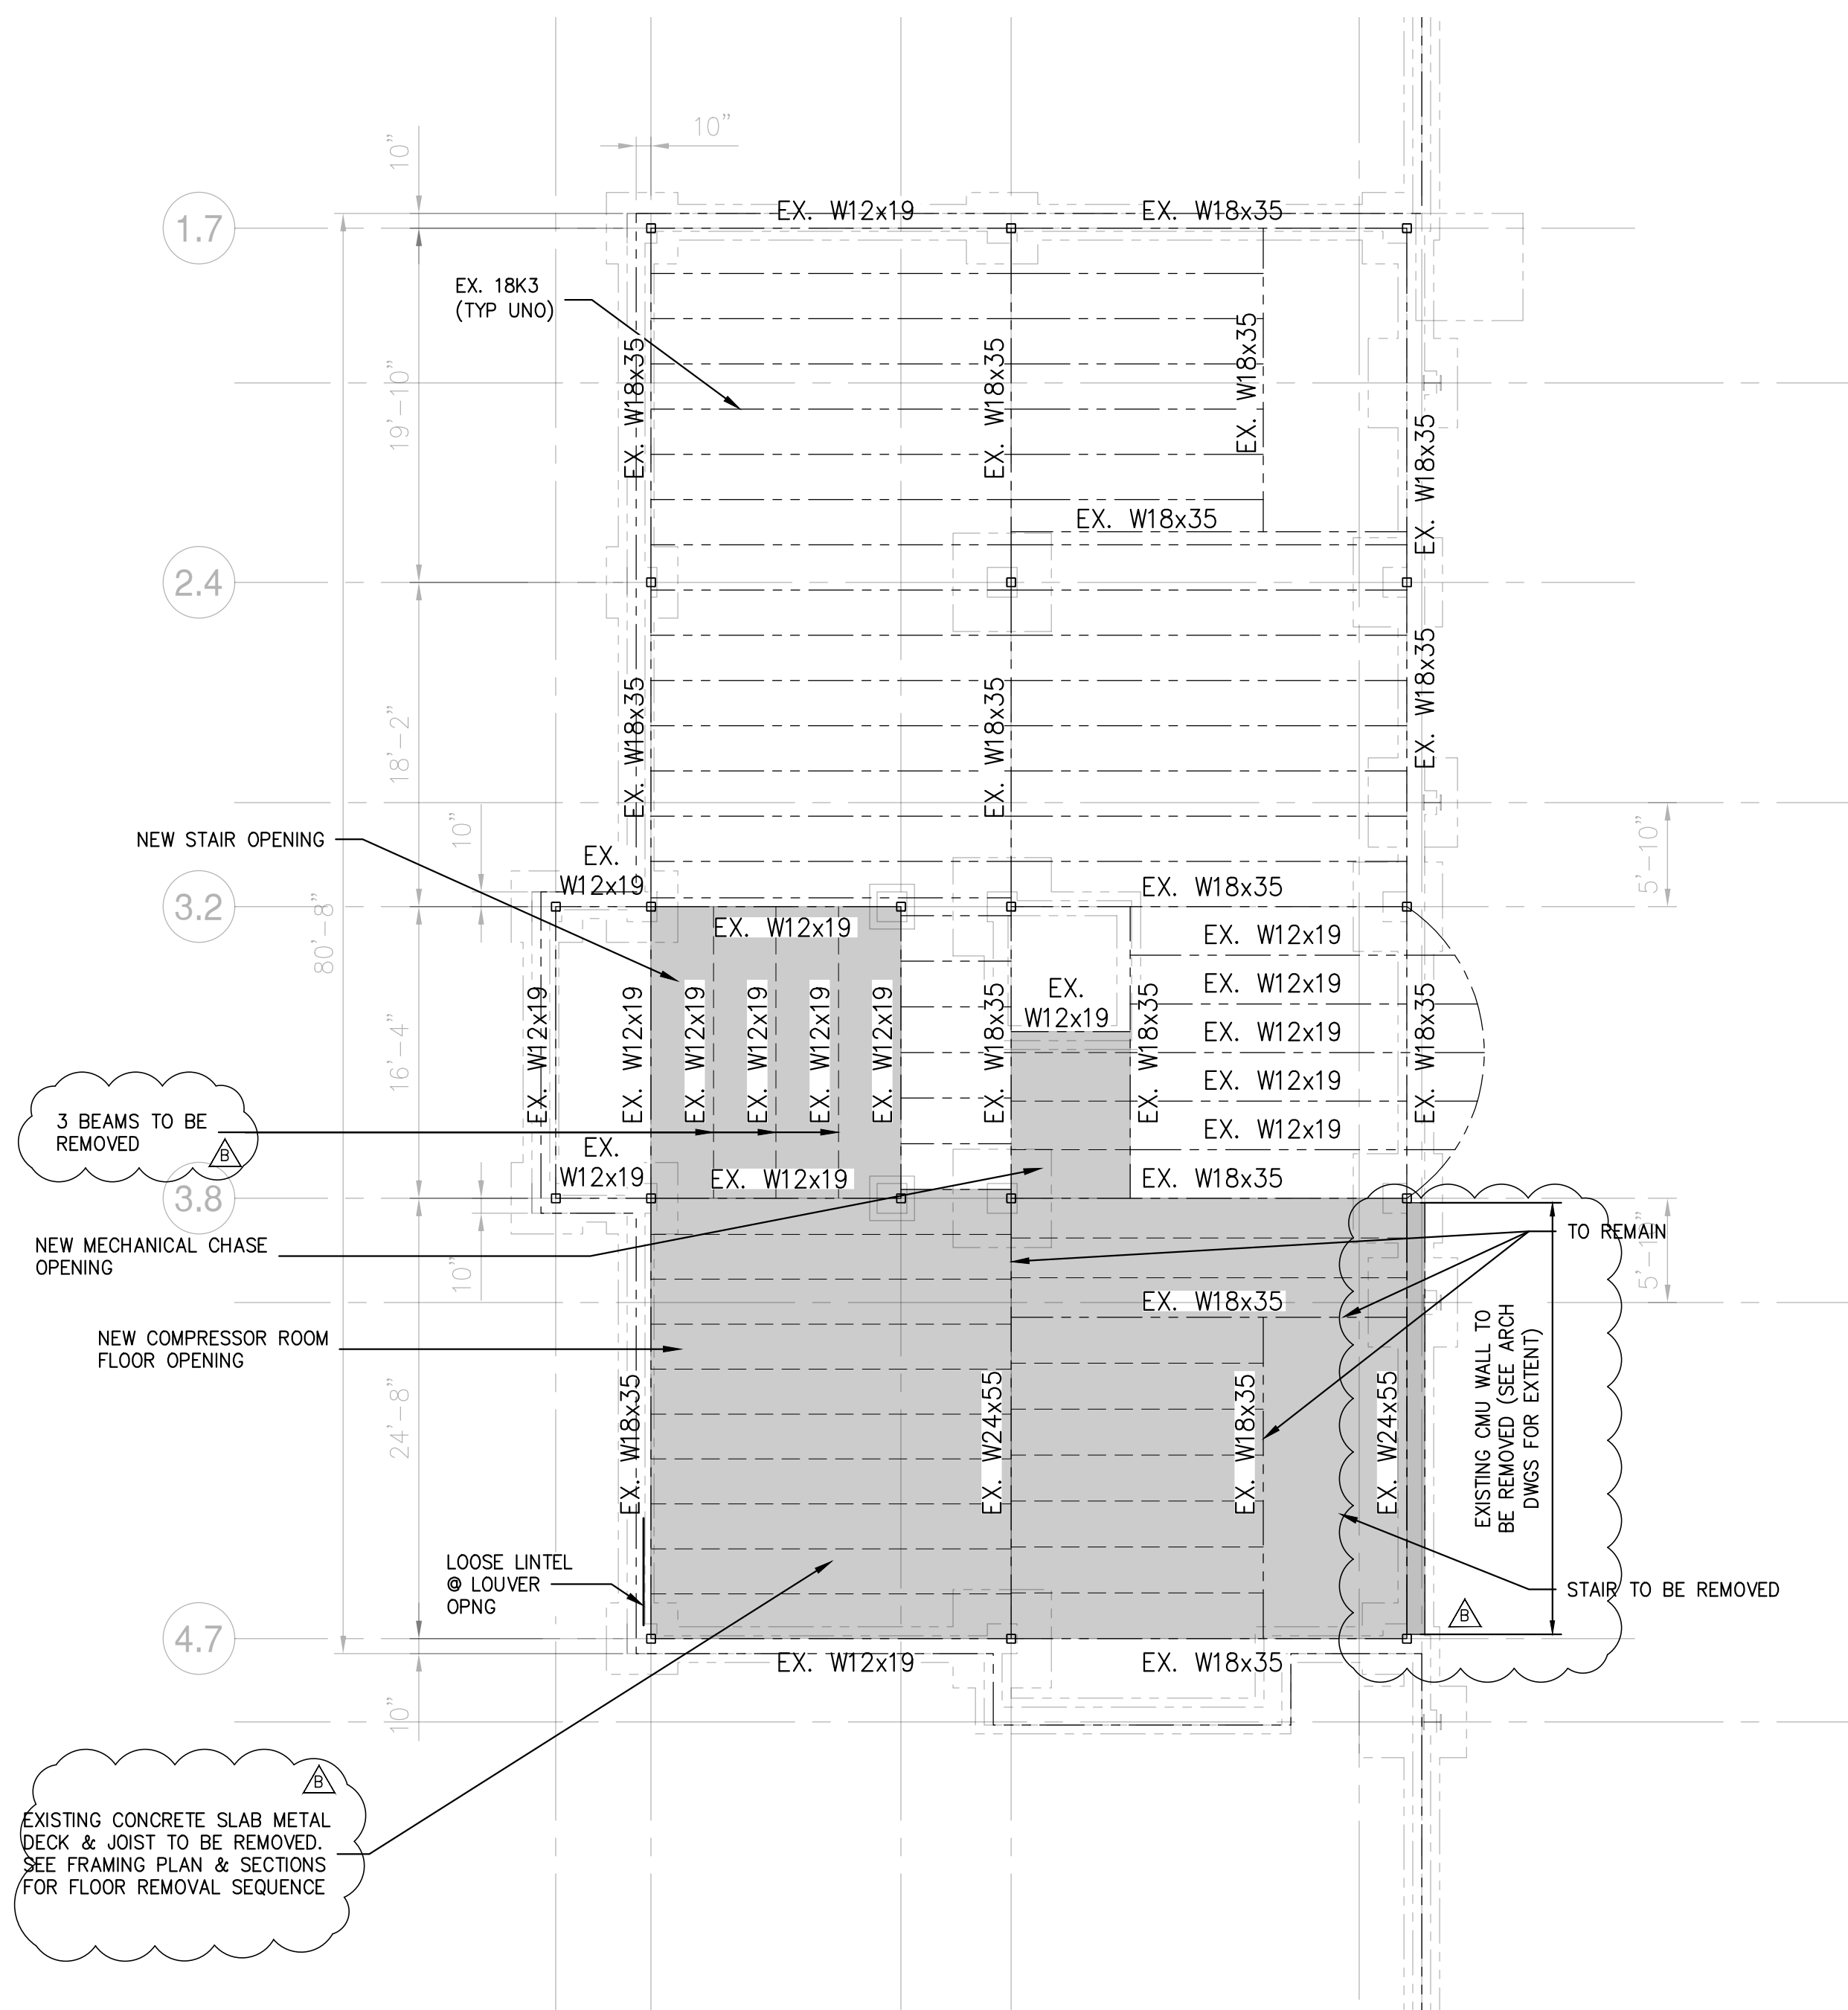 10"
10"
1.7
EX. W12x19
EX. W18x35
EX. 18K3
(TYP UNO)
EX. W18x35
EX. W18x35
EX. W18x35
EX. W18x35
19'-10"
EX. W18x35
2.4
18'-2"
EX. W18x35
EX. W18x35
EX. W18x35
NEW STAIR OPENING
10"
5'-10"
EX.
W12x19
EX. W18x35
3.2
80'-8"
EX. W12x19
EX. W12x19
EX. W12x19
EX. W12x19
EX. W12x19
EX. W12x19
EX. W12x19
EX. W12x19
EX. W18x35
EX.
W12x19
EX. W18x35
EX. W12x19
EX. W12x19
EX. W12x19
EX. W12x19
EX. W18x35
16'-4"
3 BEAMS TO BE
REMOVED
B
EX.
W12x19
EX. W12x19
EX. W18x35
3.8
NEW MECHANICAL CHASE
OPENING
10"
TO REMAIN
EX. W18x35
NEW COMPRESSOR ROOM
FLOOR OPENING
EX. W18x35
EX. W24x55
EX. W18x35
EX. W24x55
EXISTING CMU WALL TO
BE REMOVED (SEE ARCH
DWGS FOR EXTENT)
24'-8"
LOOSE LINTEL
@ LOUVER
OPNG
STAIR TO BE REMOVED
B
4.7
EX. W12x19
EX. W18x35
10"
B
EXISTING CONCRETE SLAB METAL
DECK & JOIST TO BE REMOVED.
SEE FRAMING PLAN & SECTIONS
FOR FLOOR REMOVAL SEQUENCE